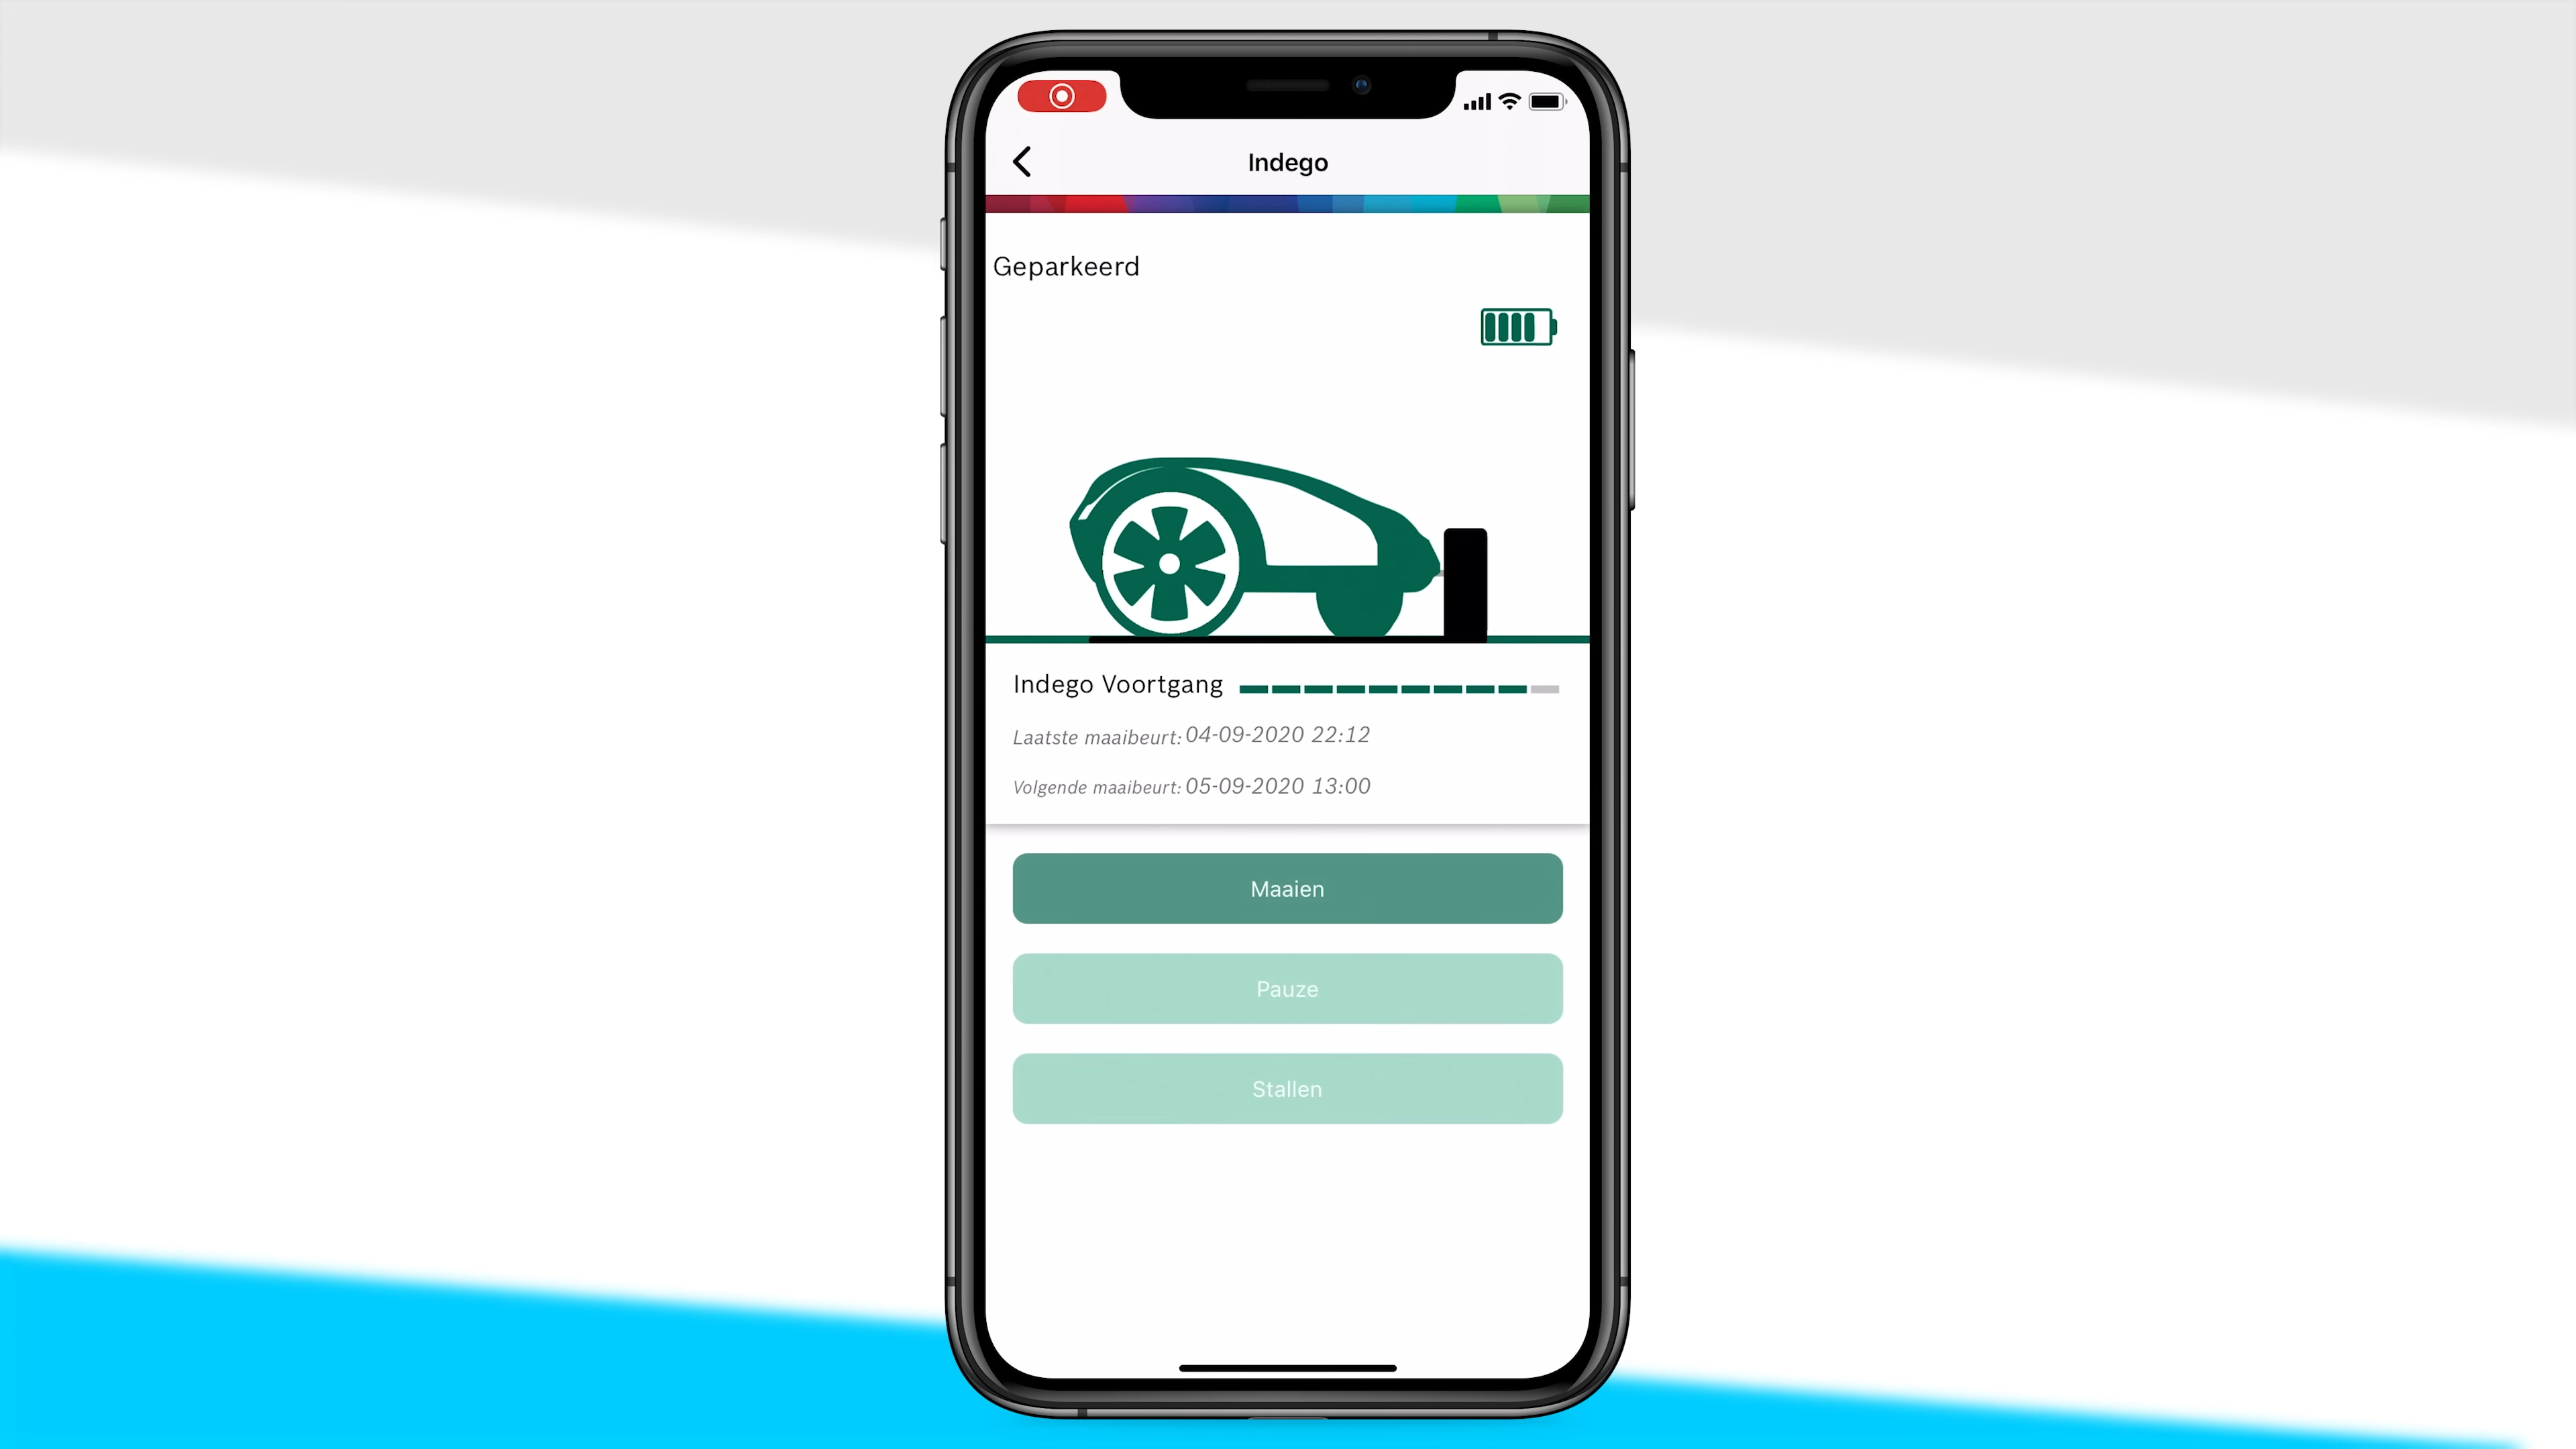 Indego
Geparkeerd
Indego Voortgang
Laatste maaibeurt: 04-09-2020 22:12
Volgende maaibeurt: 05-09-2020 13:00
Maaien
Pauze
Stallen